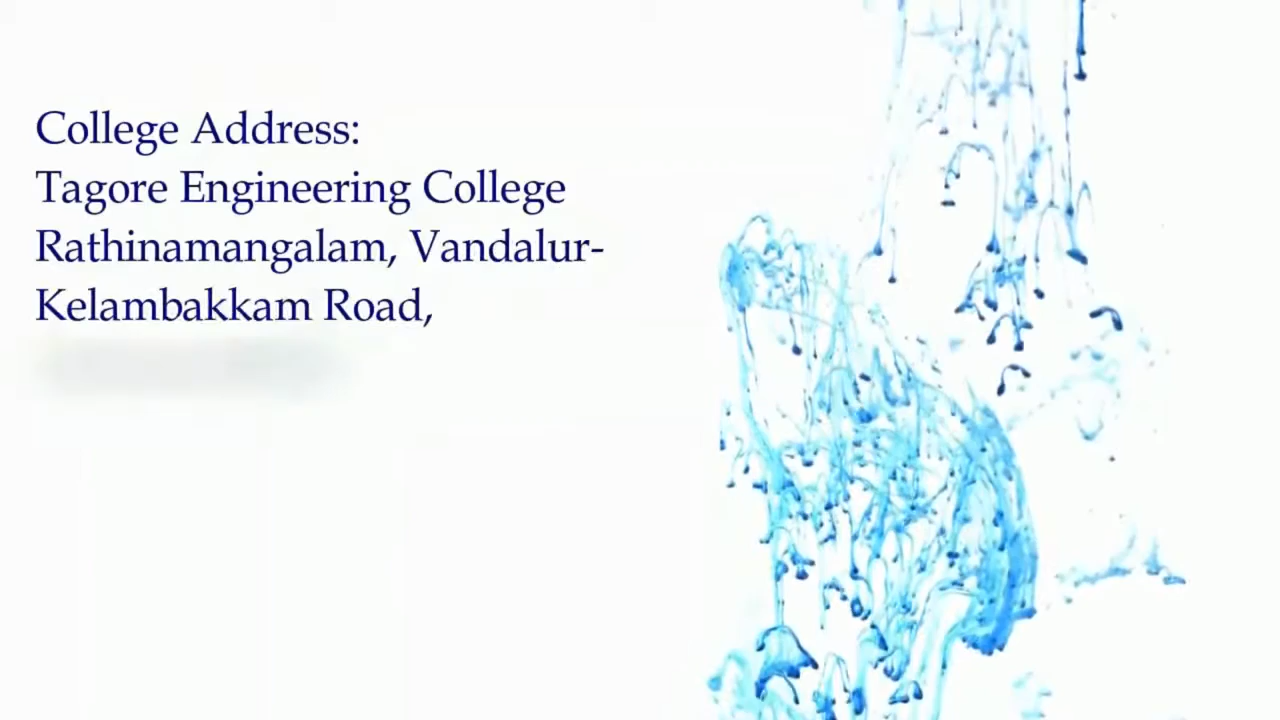 College Address:
Tagore Engineering College
Rathinamangalam, Vandalur-
Kelambakkam Road,